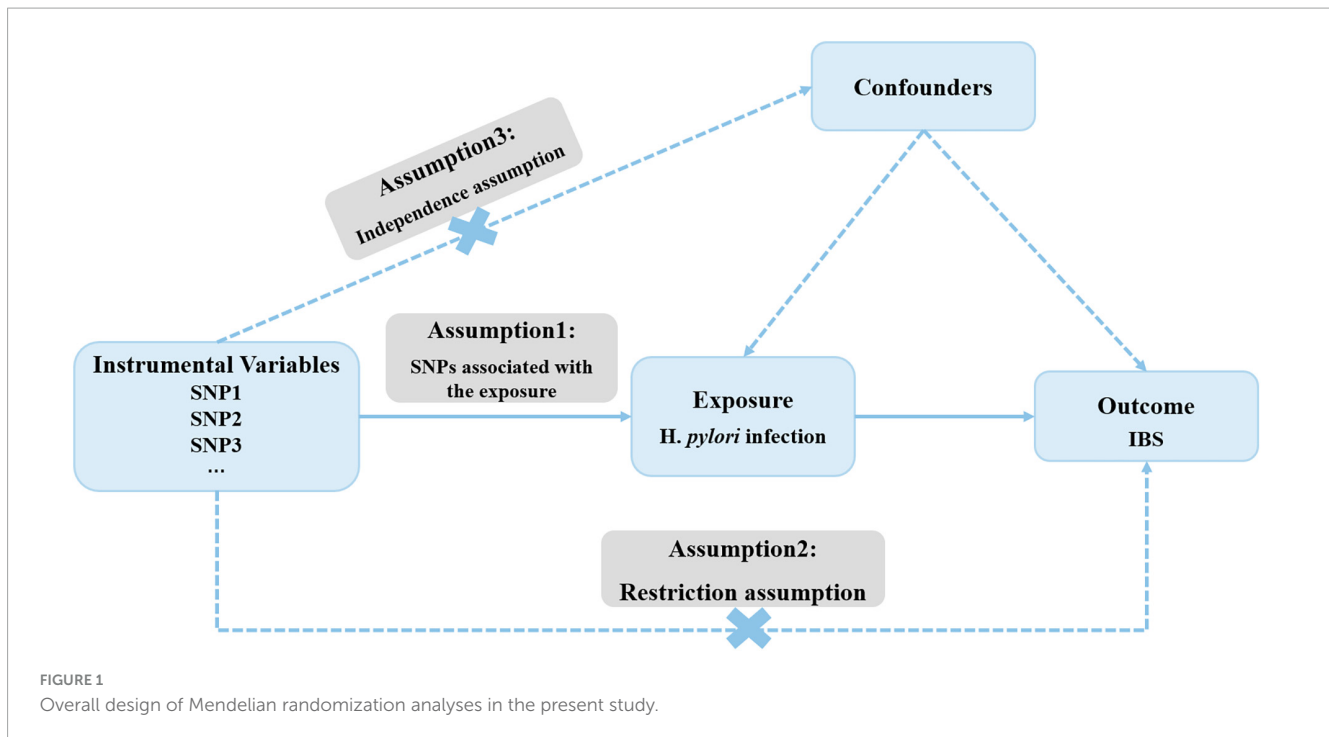 Confounders
Assumption3:
Independence assumption
Assumption1:
SNPs associated with
the exposure
Instrumental Variables
SNP1
SNP2
SNP3
...
Exposure
H. pylori infection
Outcome
IBS
Assumption2:
Restriction assumption
FIGURE 1
Overall design of Mendelian randomization analyses in the present study.